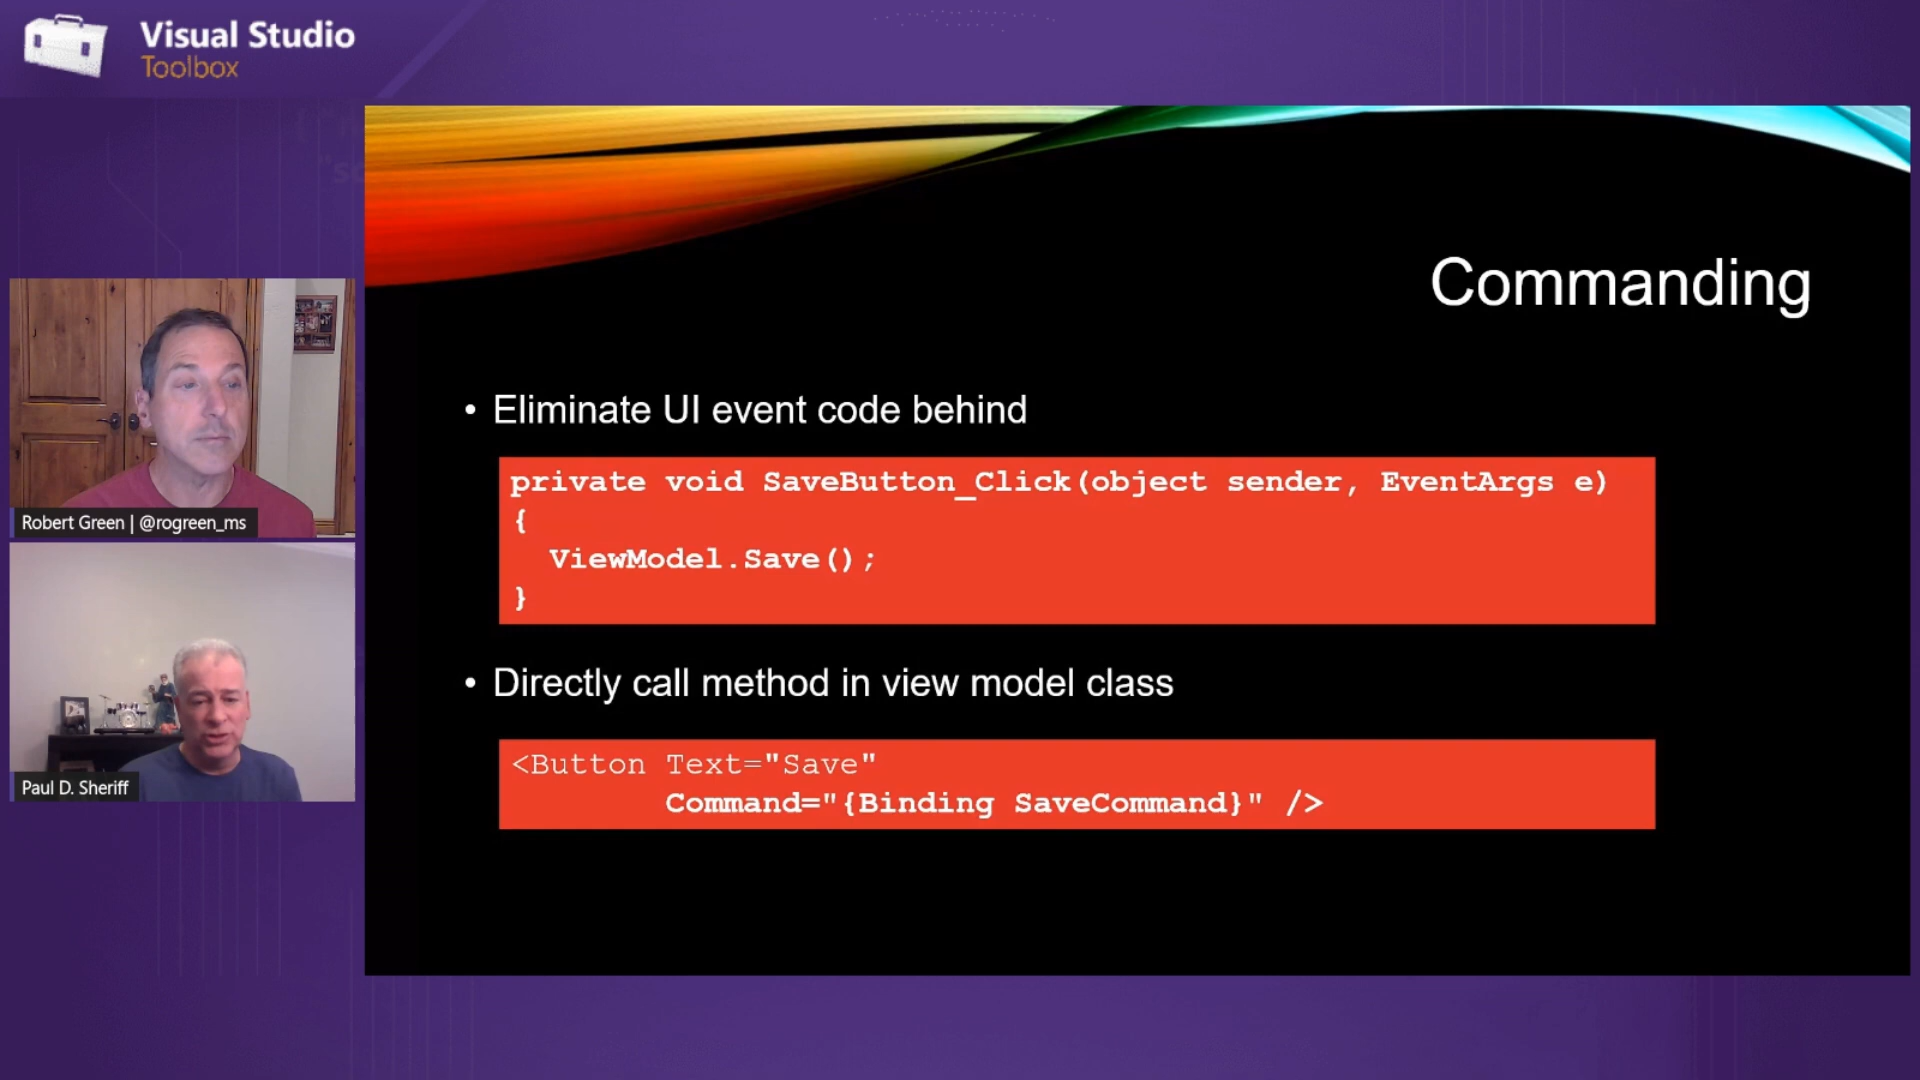 Visual Studio
Toolbox
Commanding
• Eliminate UI event code behind
private void SaveButton_Click(object sender, EventArgs e)
{
  ViewModel.Save();
}
• Directly call method in view model class
<Button Text="Save"
        Command="{Binding SaveCommand}" />
Robert Green | @rogreen_ms
Paul D. Sheriff